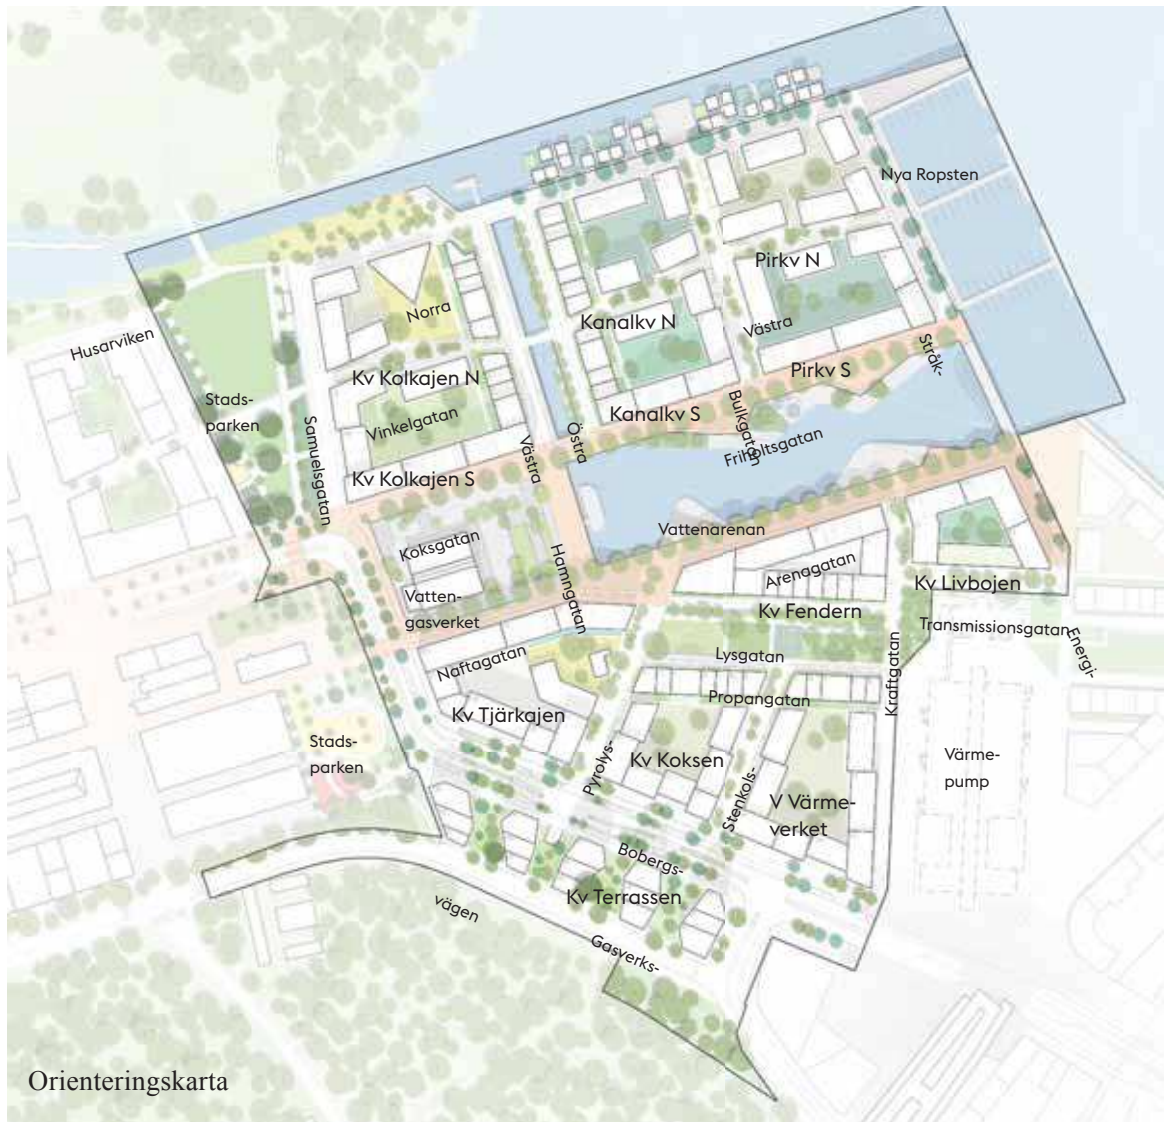 Nya Ropsten
Pirkv N
Norra
Kanalkv N
Västra
Husarviken
Stråk-
Kv Kolkajen N
Pirkv S
Stads-
parken
Samuelsgatan
Vinkelgatan
Kanalkv S
Bulkgatan
Västra
Östra
Friholtsgatan
Kv Kolkajen S
Vattenarenan
Koksgatan
Hamngatan
Arenagatan
Kv Livbojen
Vatten-
gasverket
Kv Fendern
Transmissionsgatan
Energi-
Naftagatan
Lysgatan
Kraftgatan
Propangatan
Kv Tjärkajen
Stads-
parken
Pyrolys-
Kv Koksen
Stenkols-
Värme-
pump
V Värme-
verket
Bobergs-
Kv Terrassen
vägen
Gasverks-
Orienteringskarta